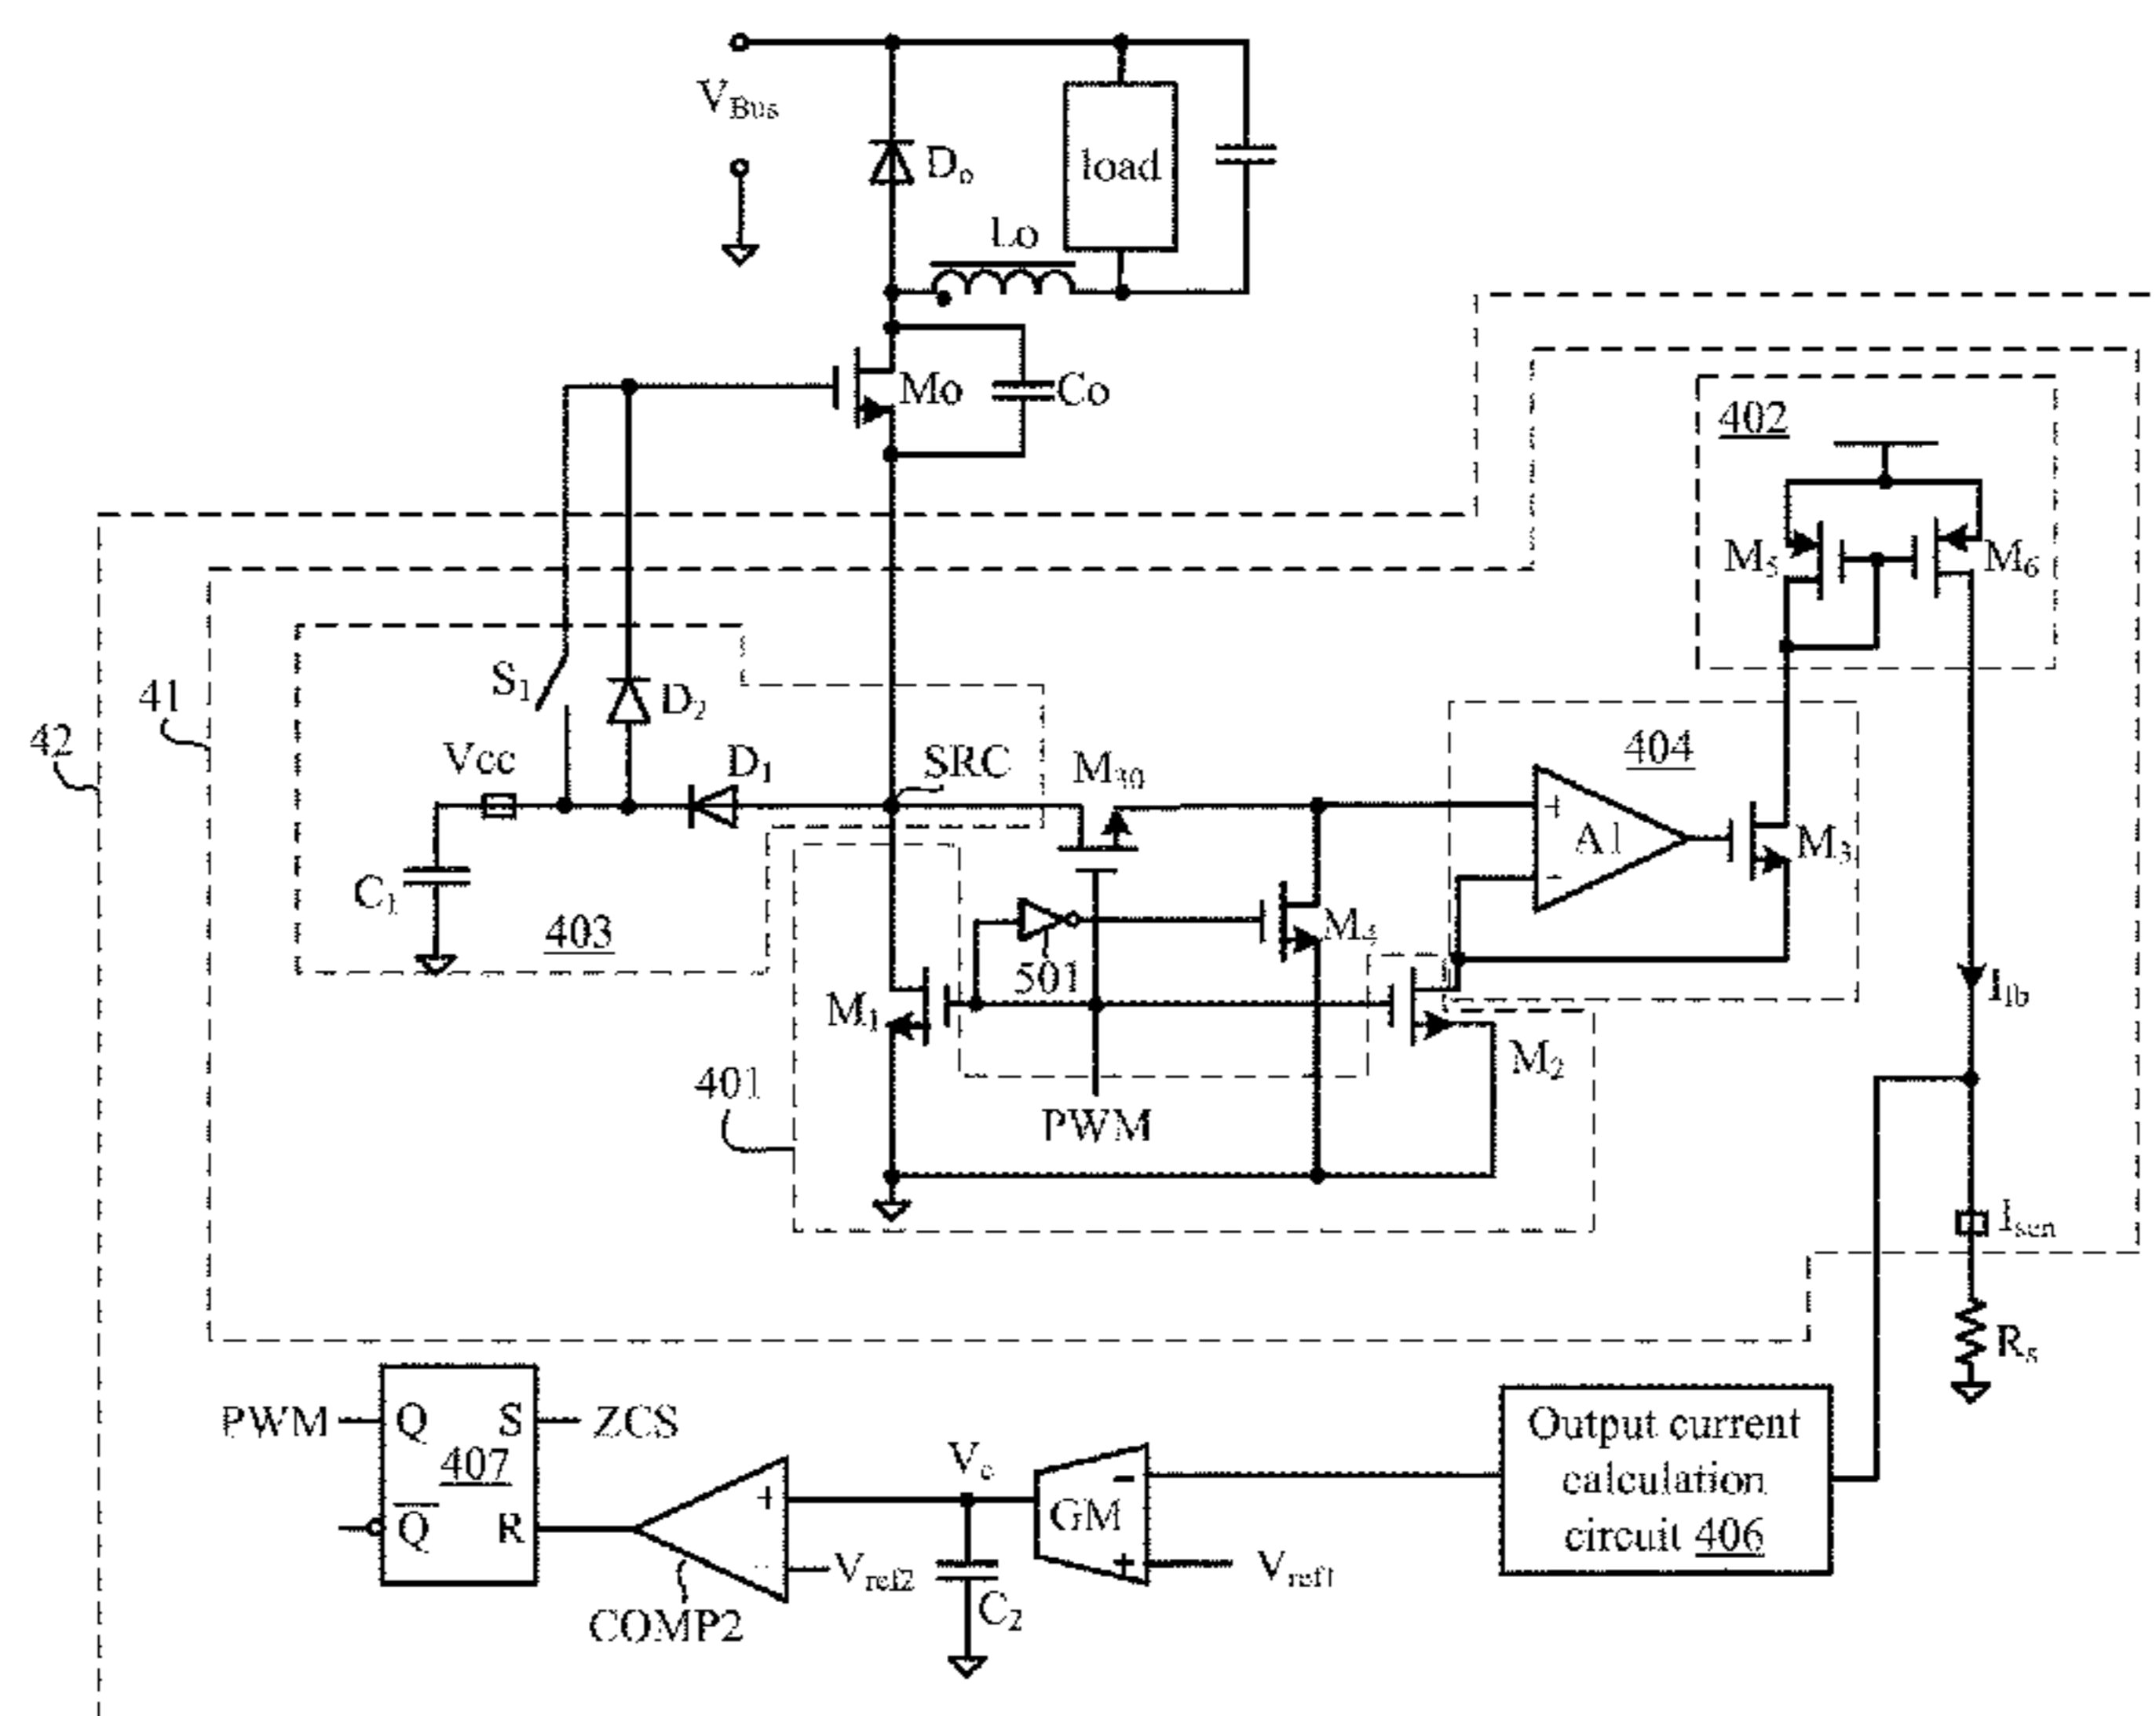 V_Bus
D_o
load
Lo
Mo
Co
402
M_5
M_6
S_1
D_2
41
42
Vcc
D_1
SRC
M_30
404
+
A1
-
M_3
C_1
403
501
M_4
M_1
I_fb
M_2
401
PWM
I_sen
R_s
PWM
Q
S
ZCS
407
Q
R
COMP2
+
-
V_ref2
V_c
C_2
GM
-
+
V_ref1
Output current
calculation
circuit 406